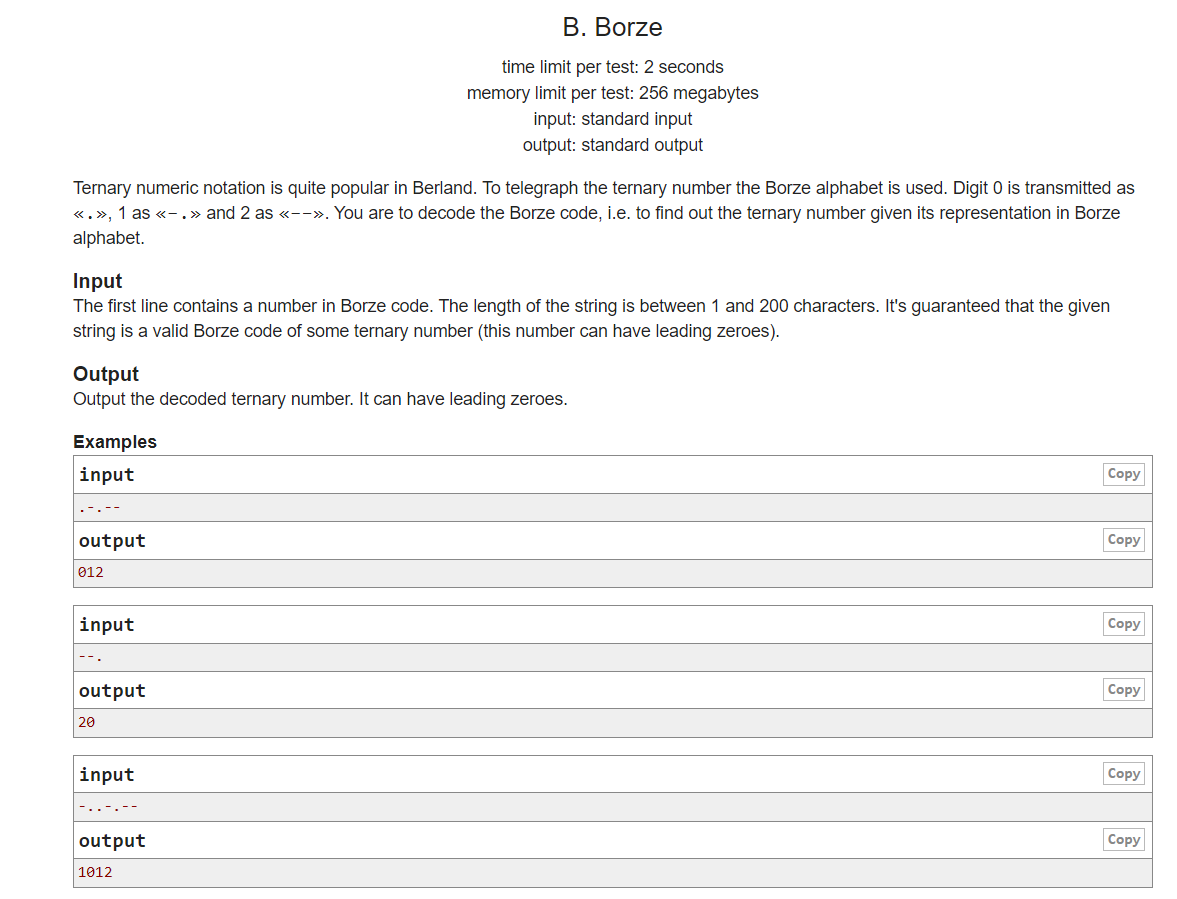 B. Borze
time limit per test: 2 seconds
memory limit per test: 256 megabytes
input: standard input
output: standard output
Ternary numeric notation is quite popular in Berland. To telegraph the ternary number the Borze alphabet is used. Digit 0 is transmitted as
«.», 1 as «-.» and 2 as «--». You are to decode the Borze code, i.e. to find out the ternary number given its representation in Borze
alphabet.
Input
The first line contains a number in Borze code. The length of the string is between 1 and 200 characters. It's guaranteed that the given
string is a valid Borze code of some ternary number (this number can have leading zeroes).
Output
Output the decoded ternary number. It can have leading zeroes.
Examples
input Copy
.-.--
output Copy
012
input Copy
--.
output Copy
20
input Copy
-..-.--
output Copy
1012